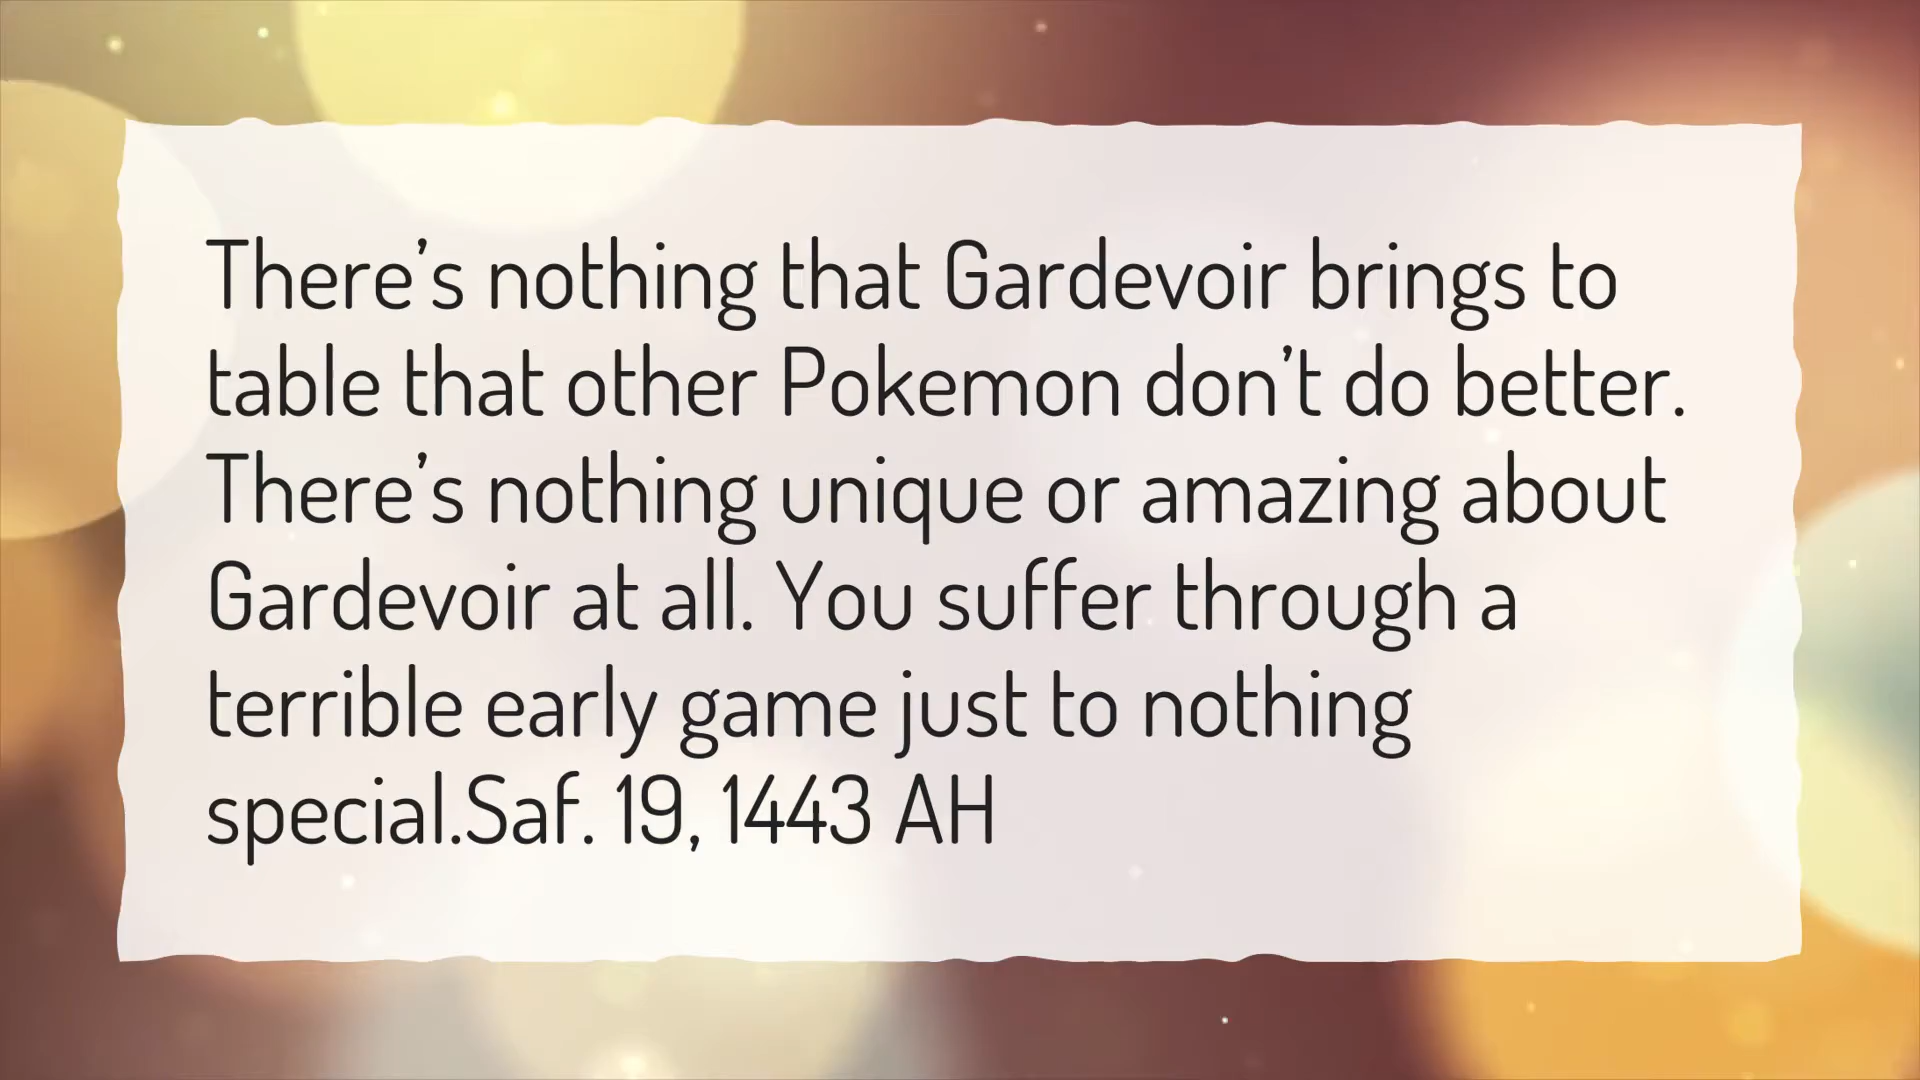 There’s nothing that Gardevoir brings to
table that other Pokemon don’t do better.
There’s nothing unique or amazing about
Gardevoir at all. You suffer through a
terrible early game just to nothing
special.Saf. 19, 1443 AH